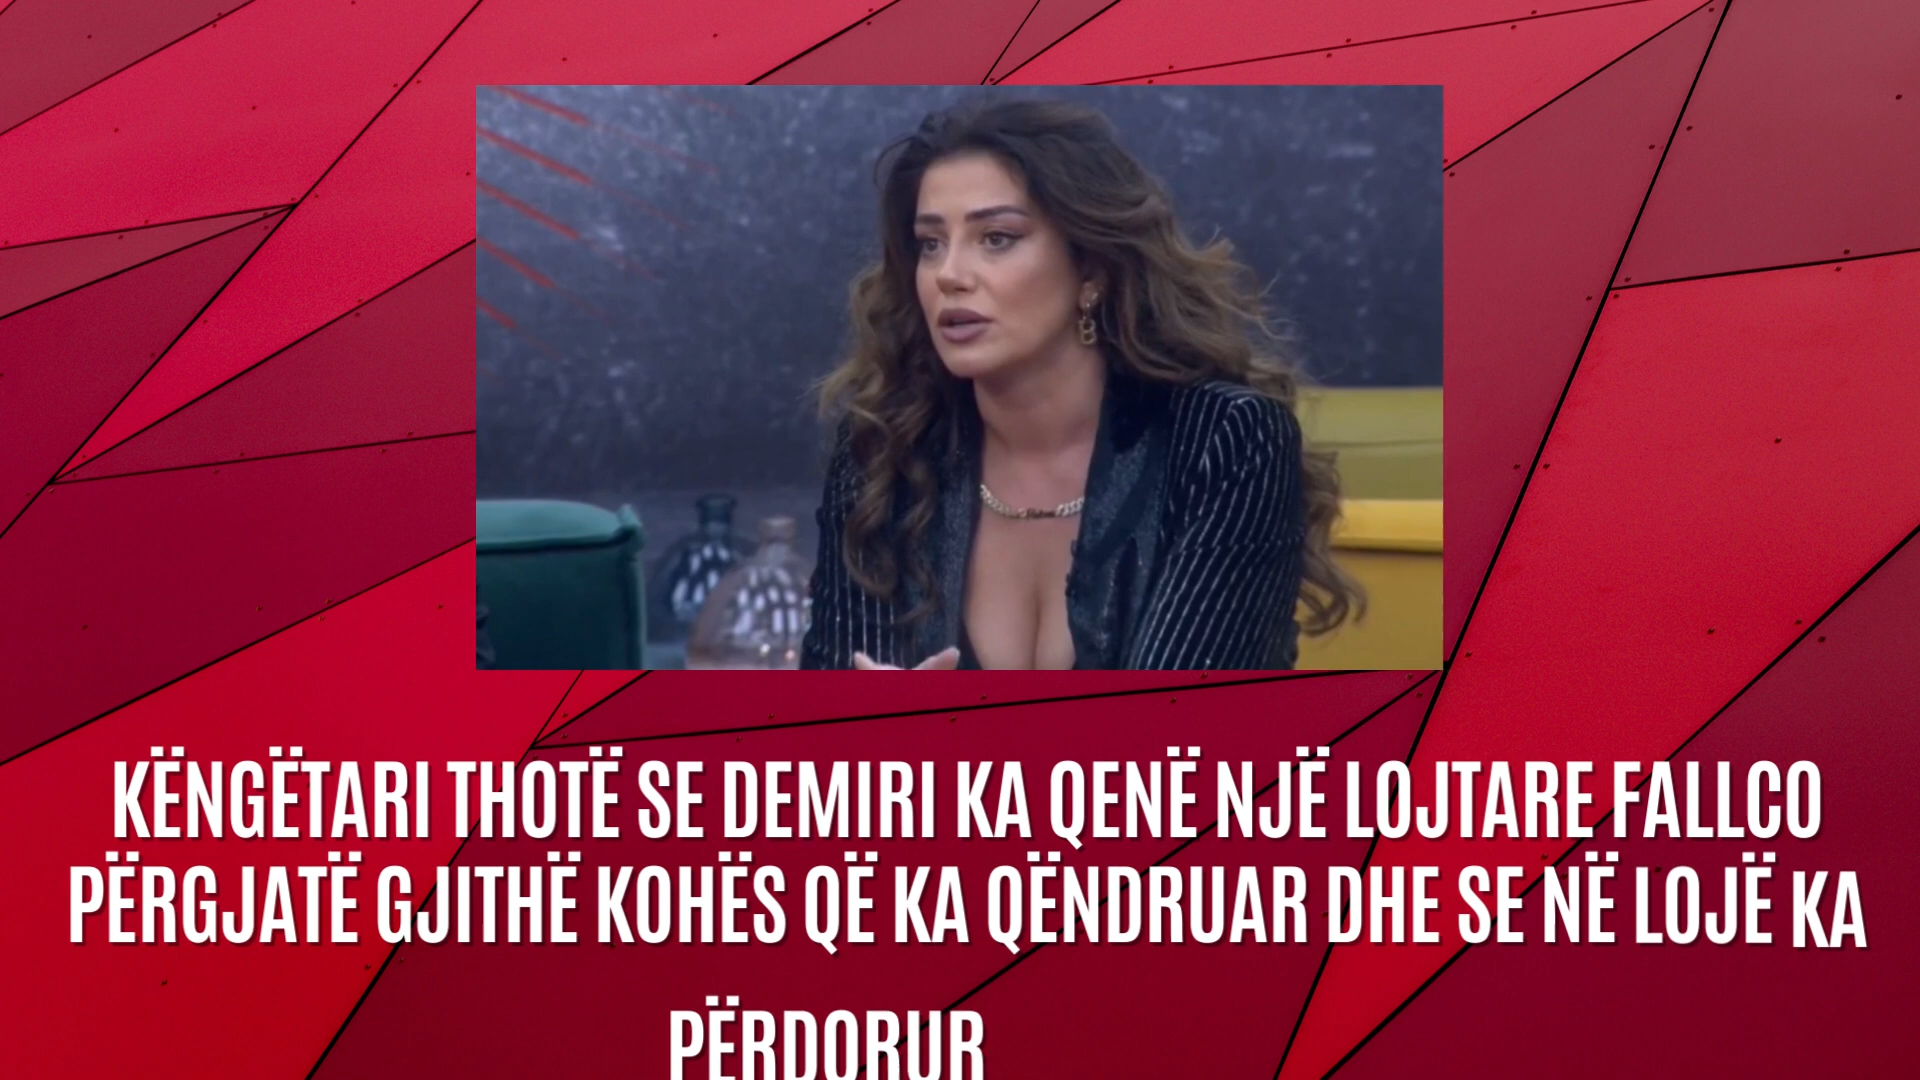 KËNGËTARI THOTË SE DEMIRI KA QENË NJË LOJTARE FALLCO
PËRGJATË GJITHË KOHËS QË KA QËNDRUAR DHE SE NË LOJË KA
PËRDORUR